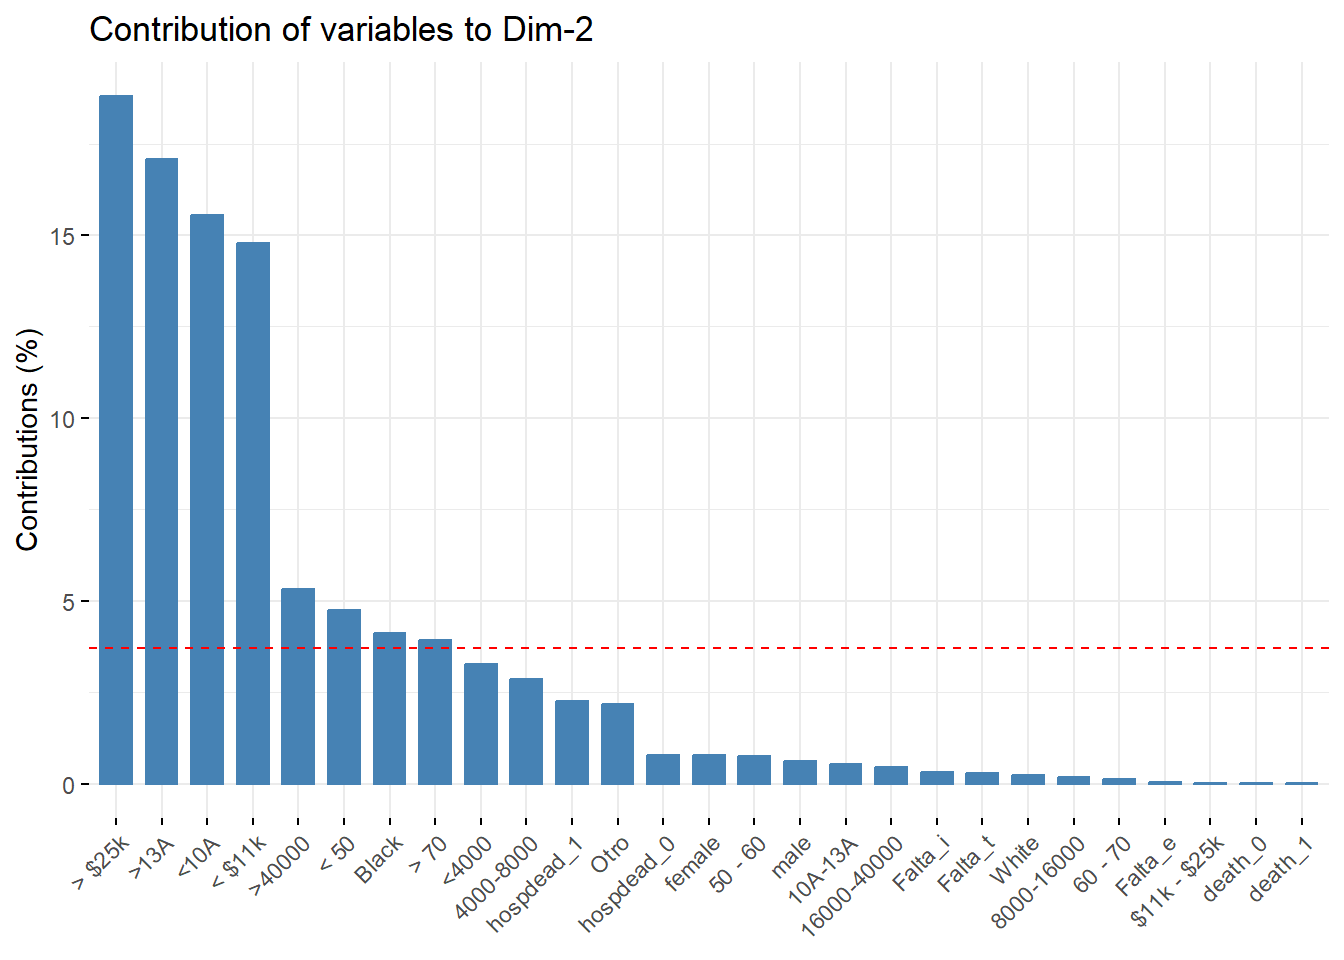 Contribution of variables to Dim-2
Contributions (%)
15
10
5
0
> $25k
>13A
<10A
< $11k
>40000
< 50
Black
> 70
<4000
4000-8000
hospdead_1
Otro
hospdead_0
female
50 - 60
male
10A-13A
16000-40000
Falta_i
Falta_t
White
8000-16000
60 - 70
Falta_e
$11k - $25k
death_0
death_1